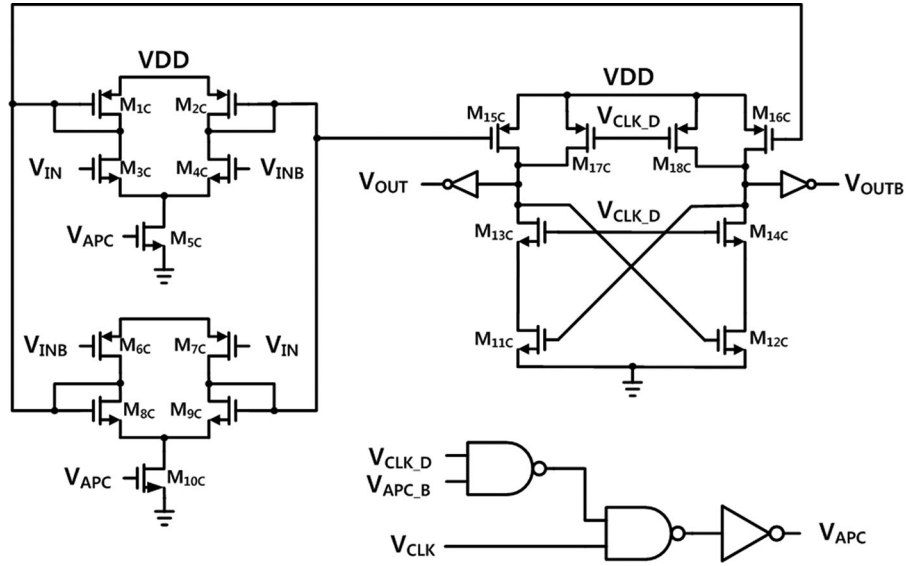 VDD
M1C
M2C
VIN
M3C
M4C
VINB
VAPC
M5C
VINB
M6C
M7C
VIN
M8C
M9C
VAPC
M10C
VDD
M15C
VCLK_D
M16C
M17C
M18C
VOUT
VOUTB
M13C
VCLK_D
M14C
M11C
M12C
VCLK_D
VAPC_B
VCLK
VAPC